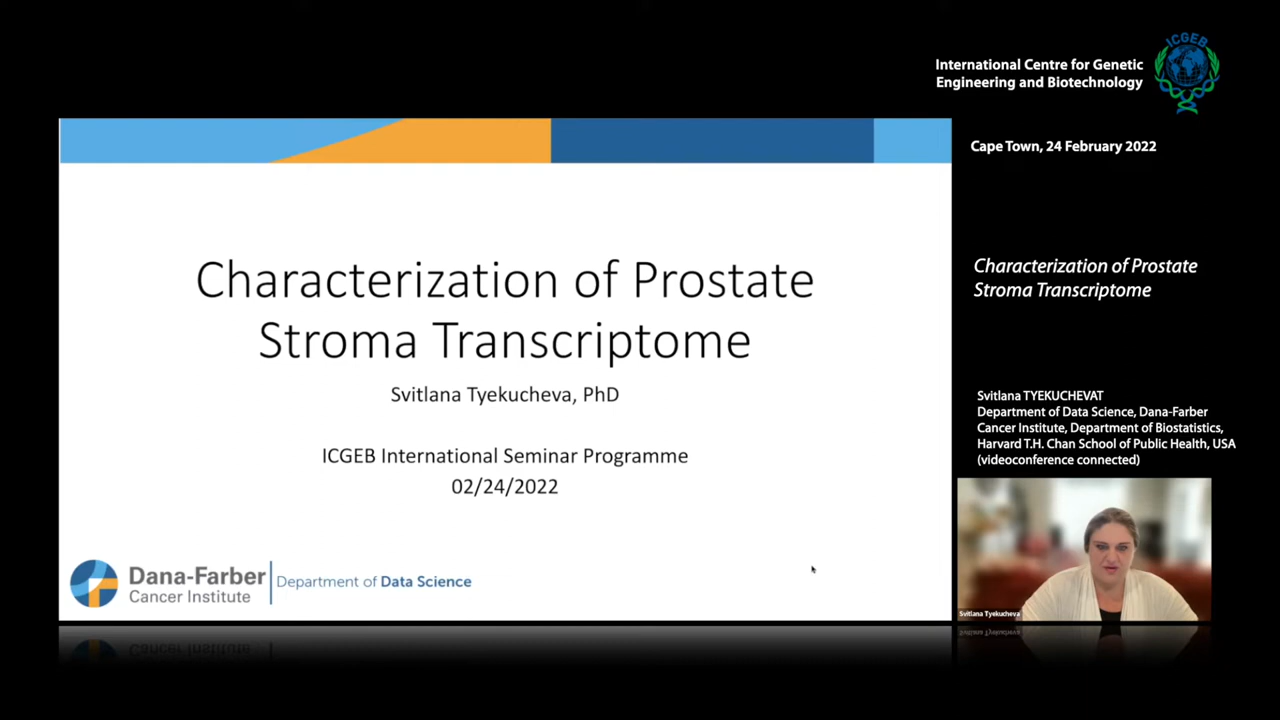 ICGEB
International Centre for Genetic
Engineering and Biotechnology
Cape Town, 24 February 2022
Characterization of Prostate
Stroma Transcriptome
Svitlana Tyekucheva, PhD
ICGEB International Seminar Programme
02/24/2022
Dana-Farber
Cancer Institute
Department of Data Science
Characterization of Prostate
Stroma Transcriptome
Svitlana TYEKUCHEVAT
Department of Data Science, Dana-Farber
Cancer Institute, Department of Biostatistics,
Harvard T.H. Chan School of Public Health, USA
(videoconference connected)
Svitlana Tyekucheva